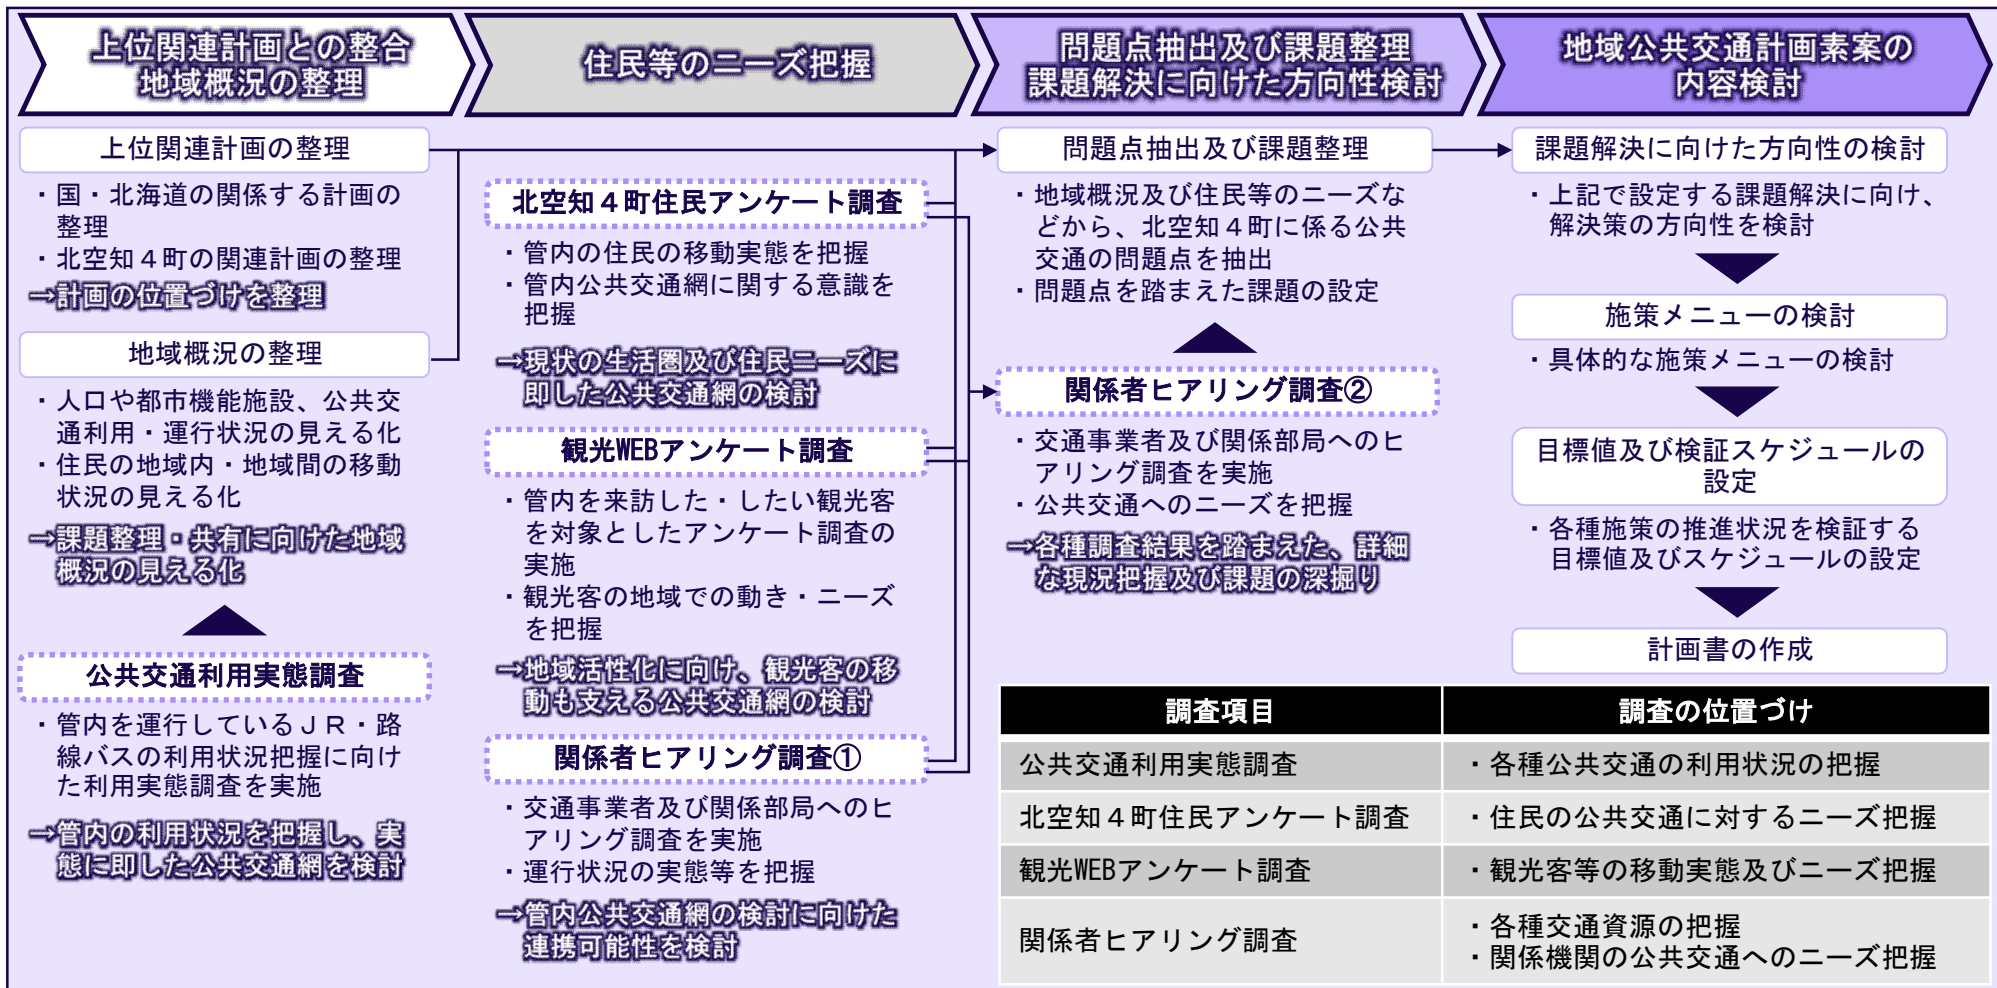 上位関連計画との整合
地域概況の整理
住民等のニーズ把握
問題点抽出及び課題整理
課題解決に向けた方向性検討
地域公共交通計画素案の
内容検討
上位関連計画の整理
・国・北海道の関係する計画の
整理
・北空知４町の関連計画の整理
→計画の位置づけを整理
地域概況の整理
・人口や都市機能施設、公共交
通利用・運行状況の見える化
・住民の地域内・地域間の移動
状況の見える化
→課題整理・共有に向けた地域
概況の見える化
公共交通利用実態調査
・管内を運行しているＪＲ・路
線バスの利用状況把握に向け
た利用実態調査を実施
→管内の利用状況を把握し、実
態に即した公共交通網を検討
北空知４町住民アンケート調査
・管内の住民の移動実態を把握
・管内公共交通網に関する意識を
把握
→現状の生活圏及び住民ニーズに
即した公共交通網の検討
観光WEBアンケート調査
・管内を来訪した・したい観光客
を対象としたアンケート調査の
実施
・観光客の地域での動き・ニーズ
を把握
→地域活性化に向け、観光客の移
動も支える公共交通網の検討
関係者ヒアリング調査①
・交通事業者及び関係部局へのヒ
アリング調査を実施
・運行状況の実態等を把握
→管内公共交通網の検討に向けた
連携可能性を検討
問題点抽出及び課題整理
・地域概況及び住民等のニーズな
どから、北空知４町に係る公共
交通の問題点を抽出
・問題点を踏まえた課題の設定
関係者ヒアリング調査②
・交通事業者及び関係部局へのヒ
アリング調査を実施
・公共交通へのニーズを把握
→各種調査結果を踏まえた、詳細
な現況把握及び課題の深掘り
課題解決に向けた方向性の検討
・上記で設定する課題解決に向け、
解決策の方向性を検討
施策メニューの検討
・具体的な施策メニューの検討
目標値及び検証スケジュールの
設定
・各種施策の推進状況を検証する
目標値及びスケジュールの設定
計画書の作成
調査項目 調査の位置づけ
公共交通利用実態調査 ・各種公共交通の利用状況の把握
北空知４町住民アンケート調査 ・住民の公共交通に対するニーズ把握
観光WEBアンケート調査 ・観光客等の移動実態及びニーズ把握
関係者ヒアリング調査 ・各種交通資源の把握
・関係機関の公共交通へのニーズ把握